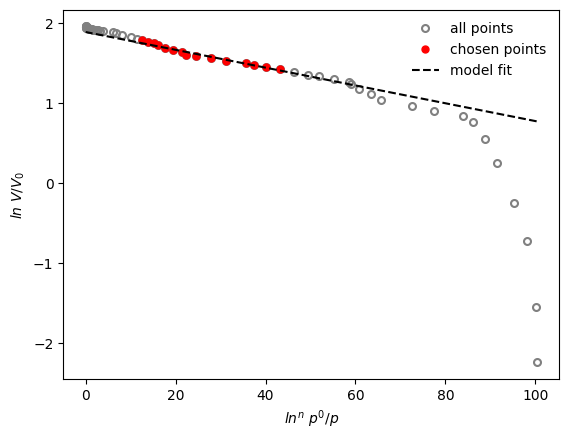 2
1
0
−1
−2
0
20
40
60
80
100
ln V/V₀
lnⁿ p⁰/p
all points
chosen points
model fit